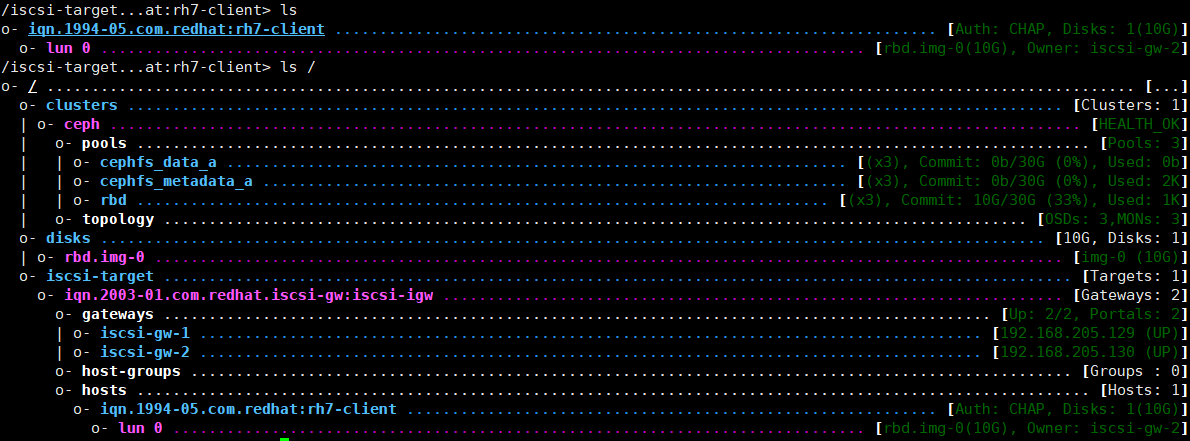 /iscsi-target...at:rh7-client> ls
o- iqn.1994-05.com.redhat:rh7-client ................................................................... [Auth: CHAP, Disks: 1(10G)]
  o- lun 0 ..................................................................................... [rbd.img-0(10G), Owner: iscsi-gw-2]
/iscsi-target...at:rh7-client> ls /
o- / ......................................................................................................................... [...]
  o- clusters ........................................................................................................ [Clusters: 1]
  | o- ceph ............................................................................................................ [HEALTH_OK]
  |   o- pools .......................................................................................................... [Pools: 3]
  |   | o- cephfs_data_a ..................................................................... [(x3), Commit: 0b/30G (0%), Used: 0b]
  |   | o- cephfs_metadata_a ................................................................. [(x3), Commit: 0b/30G (0%), Used: 2K]
  |   | o- rbd ............................................................................. [(x3), Commit: 10G/30G (33%), Used: 1K]
  |   o- topology ................................................................................................ [OSDs: 3,MONs: 3]
  o- disks ......................................................................................................... [10G, Disks: 1]
  | o- rbd.img-0 ..................................................................................................... [img-0 (10G)]
  o- iscsi-target ..................................................................................................... [Targets: 1]
    o- iqn.2003-01.com.redhat.iscsi-gw:iscsi-igw ..................................................................... [Gateways: 2]
      o- gateways ............................................................................................ [Up: 2/2, Portals: 2]
      | o- iscsi-gw-1 ....................................................................................... [192.168.205.129 (UP)]
      | o- iscsi-gw-2 ....................................................................................... [192.168.205.130 (UP)]
      o- host-groups .................................................................................................. [Groups : 0]
      o- hosts .......................................................................................................... [Hosts: 1]
        o- iqn.1994-05.com.redhat:rh7-client ........................................................... [Auth: CHAP, Disks: 1(10G)]
          o- lun 0 ............................................................................. [rbd.img-0(10G), Owner: iscsi-gw-2]